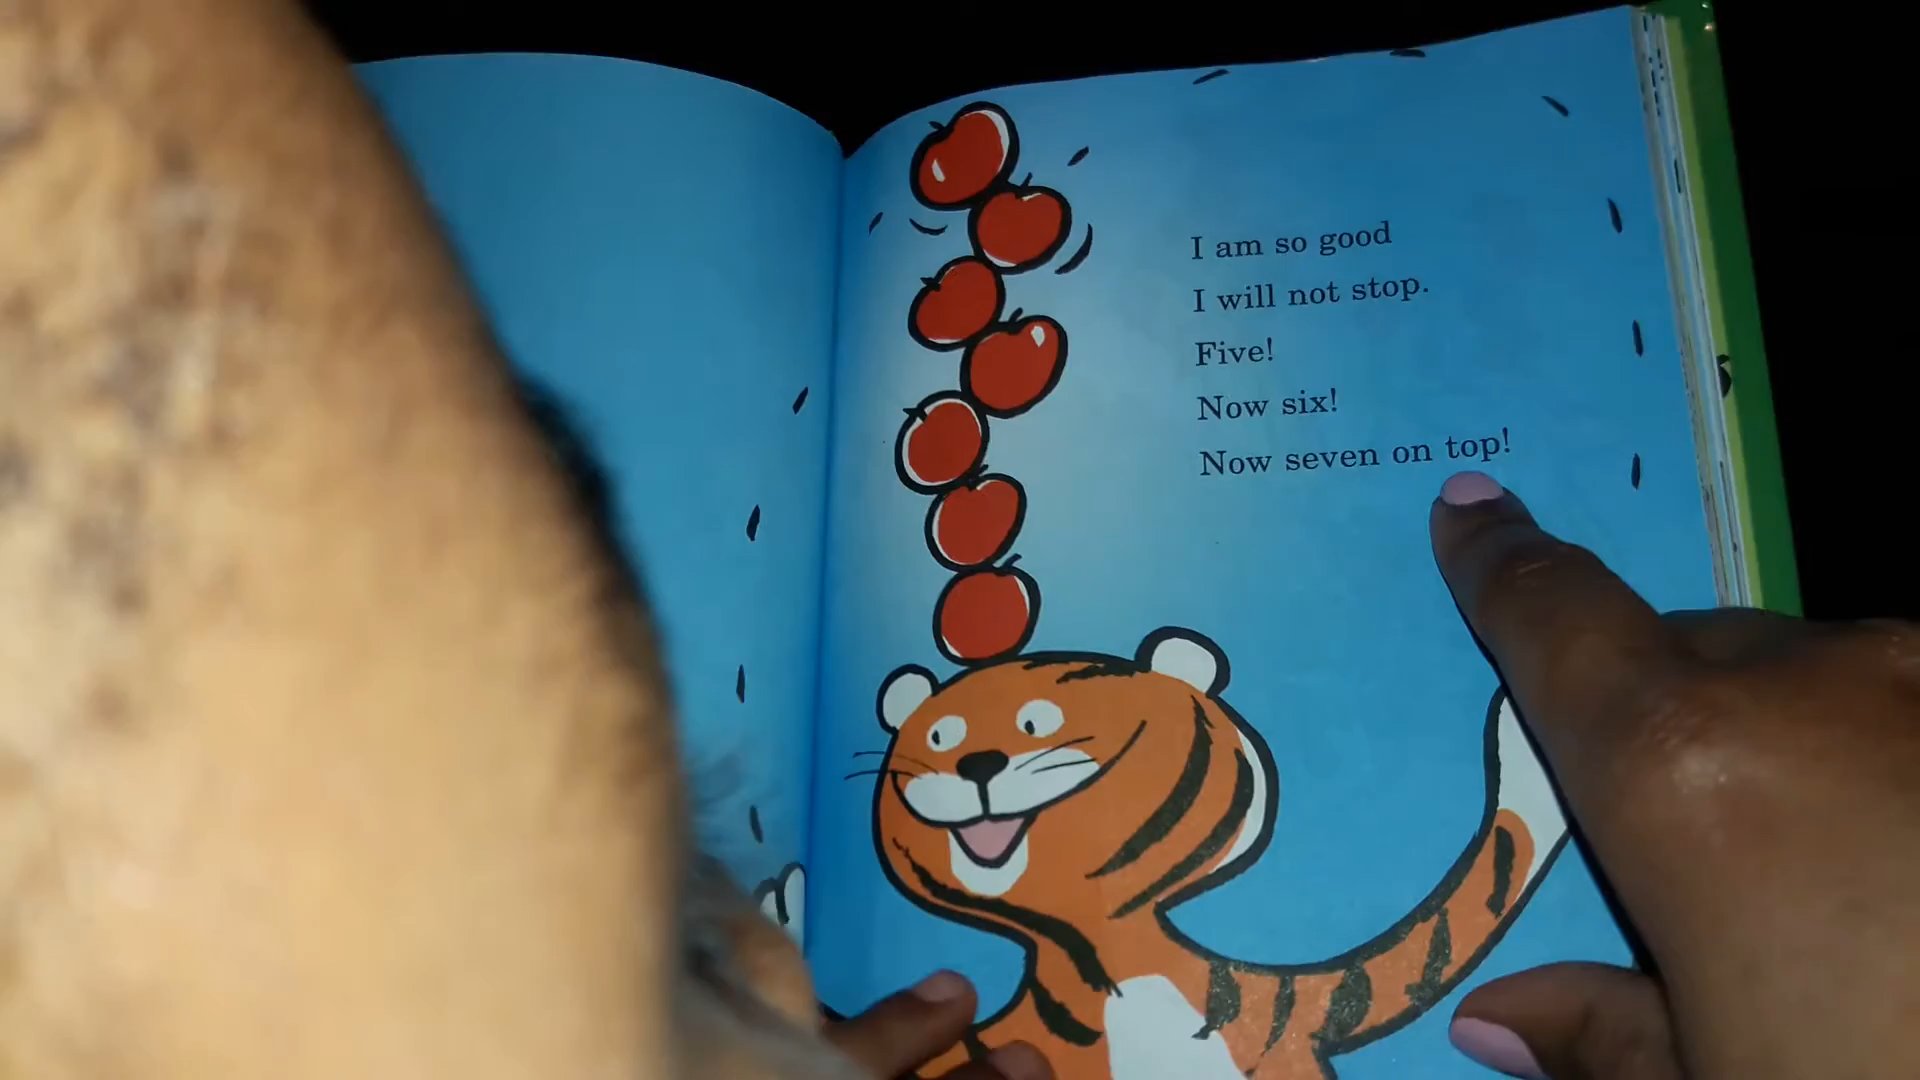 I am so good
I will not stop.
Five!
Now six!
Now seven on top!